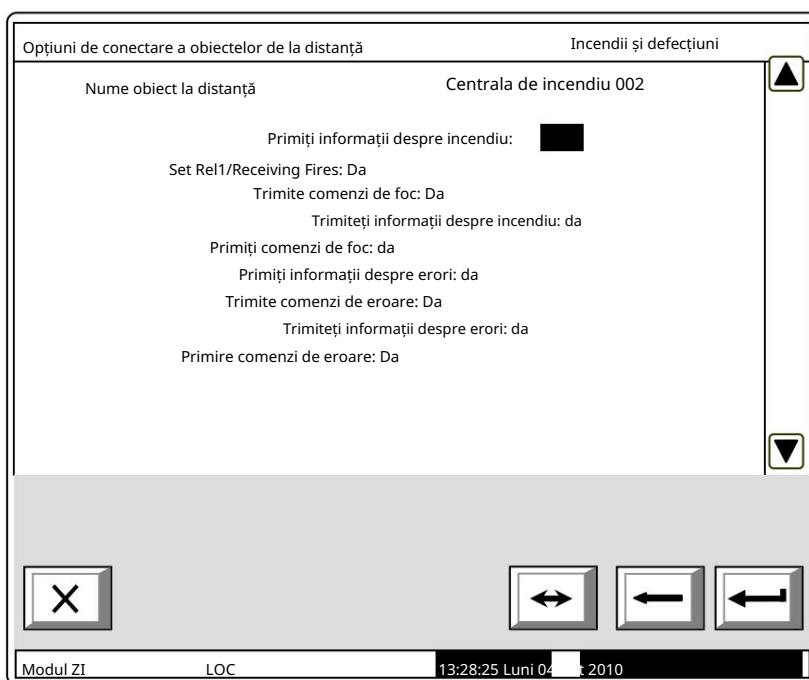 Opțiuni de conectare a obiectelor de la distanță Incendii și defecțiuni
Nume obiect la distanță Centrala de incendiu 002
Primiți informații despre incendiu:
Set Rel1/Receiving Fires: Da
Trimite comenzi de foc: Da
Trimiteți informații despre incendiu: da
Primiți comenzi de foc: da
Primiți informații despre erori: da
Trimite comenzi de eroare: Da
Trimiteți informații despre erori: da
Primire comenzi de eroare: Da
Modul ZI LOC 13:28:25 Luni 04 2010